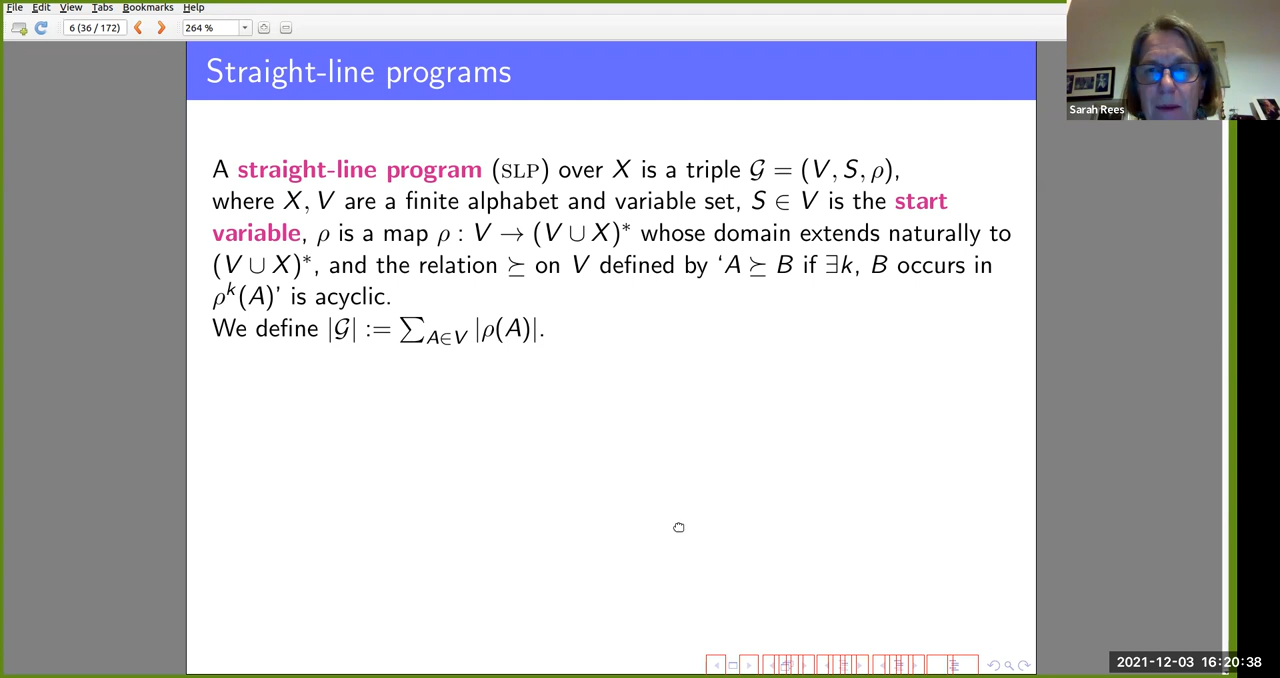 File Edit View Tabs Bookmarks Help
6 (36 / 172) 264 %
Sarah Rees
Straight-line programs
A straight-line program (SLP) over X is a triple 𝒢 = (V, S, ρ),
where X, V are a finite alphabet and variable set, S ∈ V is the start
variable, ρ is a map ρ : V → (V ∪ X)* whose domain extends naturally to
(V ∪ X)*, and the relation ⪰ on V defined by ‘A ⪰ B if ∃k, B occurs in
ρᵏ(A)’ is acyclic.
We define |𝒢| := ∑_{A∈V} |ρ(A)|.
2021-12-03 16:20:38